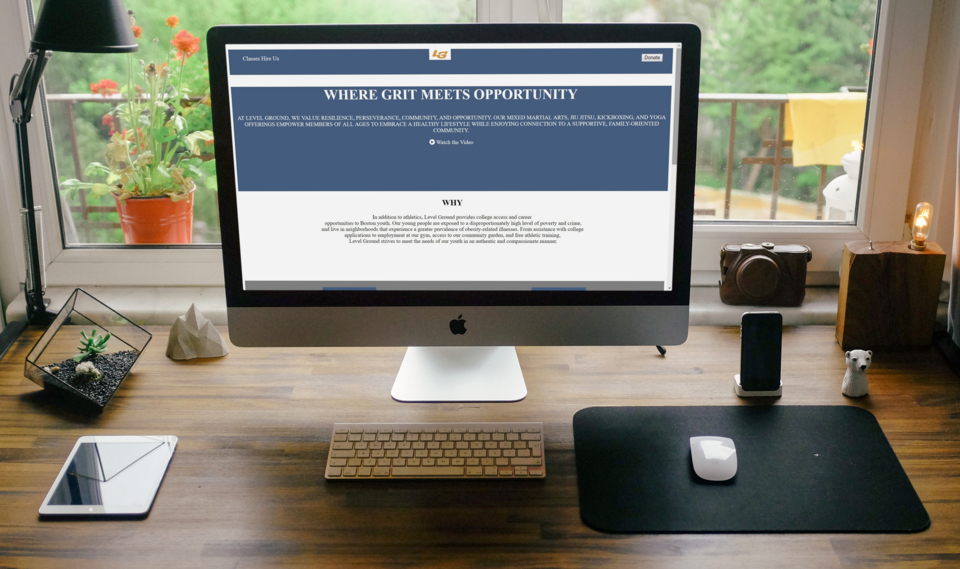 Classes Hire Us
LG
Donate
WHERE GRIT MEETS OPPORTUNITY
AT LEVEL GROUND, WE VALUE RESILIENCE, PERSEVERANCE, COMMUNITY, AND OPPORTUNITY. OUR MIXED MARTIAL ARTS, JIU JITSU, KICKBOXING, AND YOGA
OFFERINGS EMPOWER MEMBERS OF ALL AGES TO EMBRACE A HEALTHY LIFESTYLE WHILE ENJOYING CONNECTION TO A SUPPORTIVE, FAMILY-ORIENTED
COMMUNITY.
Watch the Video
WHY
In addition to athletics, Level Ground provides college access and career
opportunities to Boston youth. Our young people are exposed to a disproportionately high level of poverty and crime,
and live in neighborhoods that experience a greater prevalence of obesity-related illnesses. From assistance with college
applications to employment at our gym, access to our community garden, and free athletic training,
Level Ground strives to meet the needs of our youth in an authentic and compassionate manner.